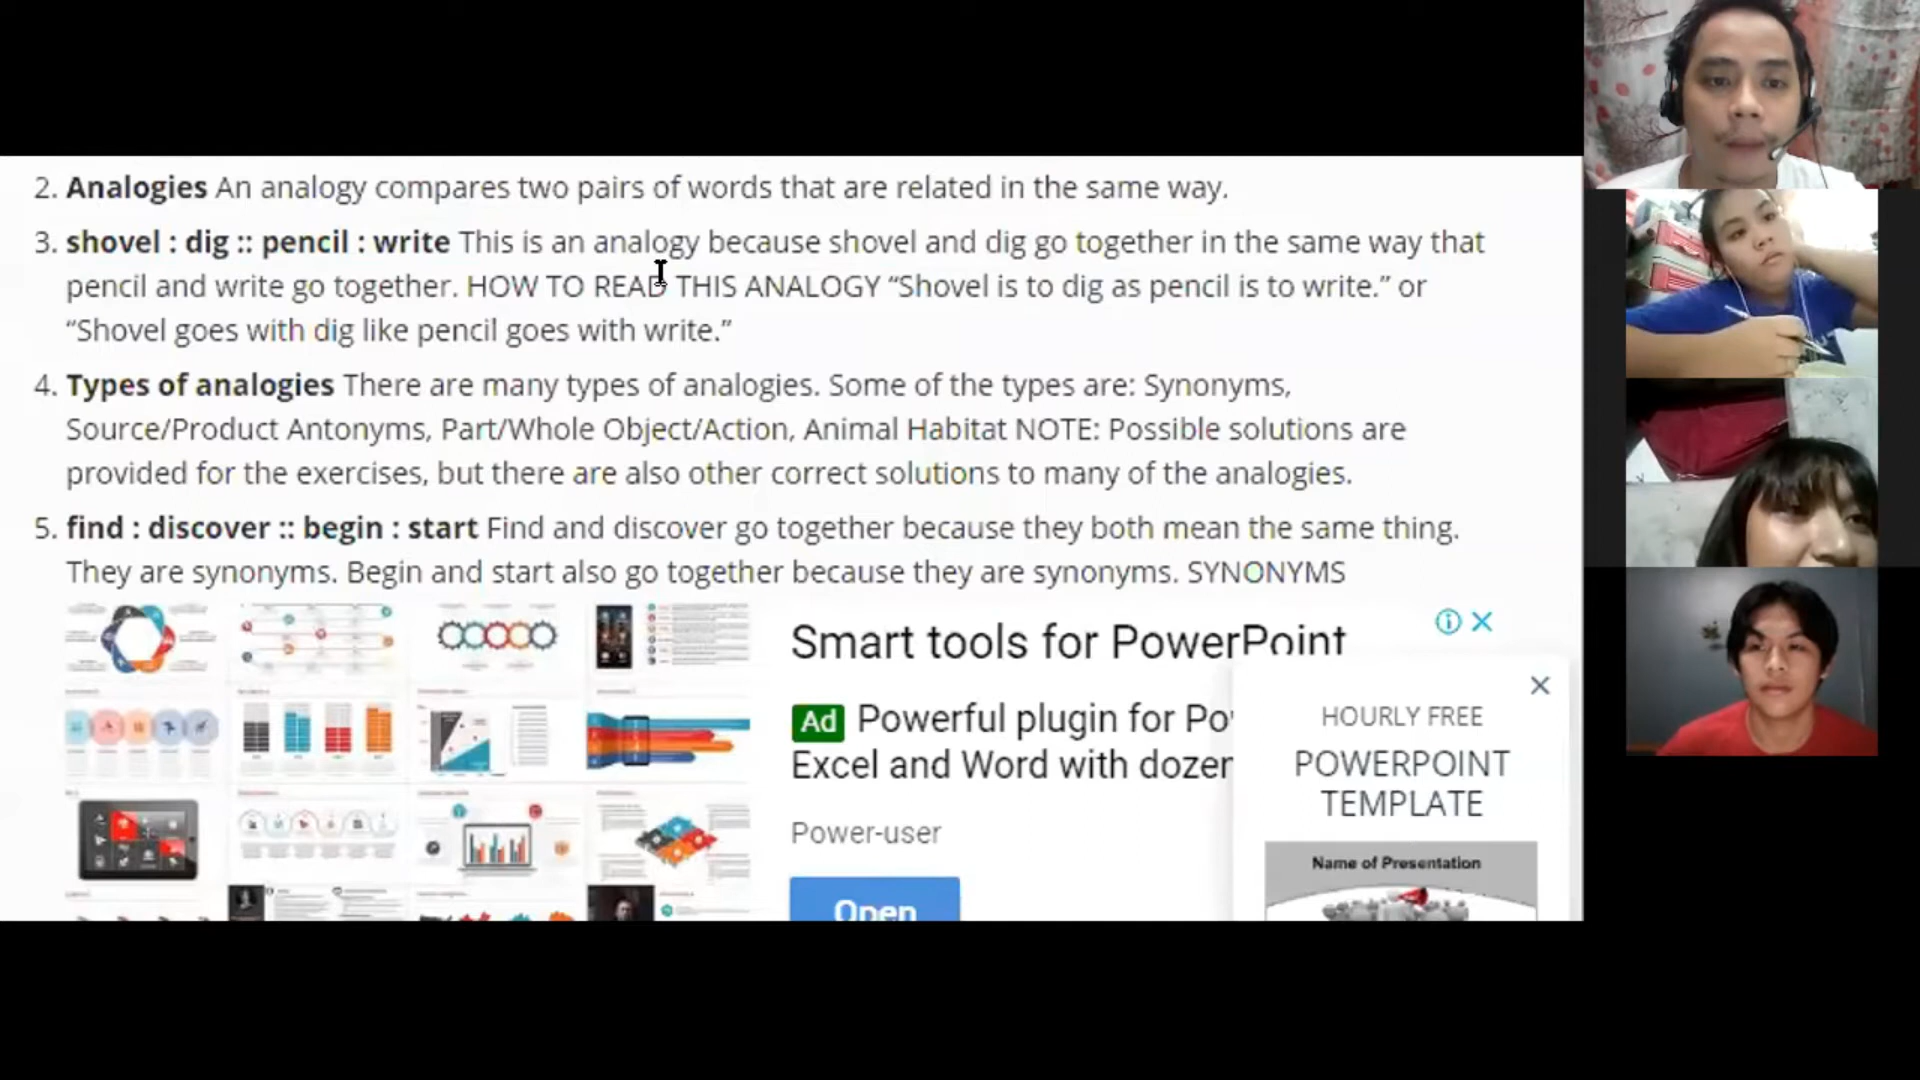 2. Analogies An analogy compares two pairs of words that are related in the same way.
3. shovel : dig :: pencil : write This is an analogy because shovel and dig go together in the same way that
pencil and write go together. HOW TO READ THIS ANALOGY “Shovel is to dig as pencil is to write.” or
“Shovel goes with dig like pencil goes with write.”
4. Types of analogies There are many types of analogies. Some of the types are: Synonyms,
Source/Product Antonyms, Part/Whole Object/Action, Animal Habitat NOTE: Possible solutions are
provided for the exercises, but there are also other correct solutions to many of the analogies.
5. find : discover :: begin : start Find and discover go together because they both mean the same thing.
They are synonyms. Begin and start also go together because they are synonyms. SYNONYMS
Smart tools for PowerPoint
Ad Powerful plugin for
Excel and Word with
Power-user
Open
HOURLY FREE
POWERPOINT
TEMPLATE
Name of Presentation